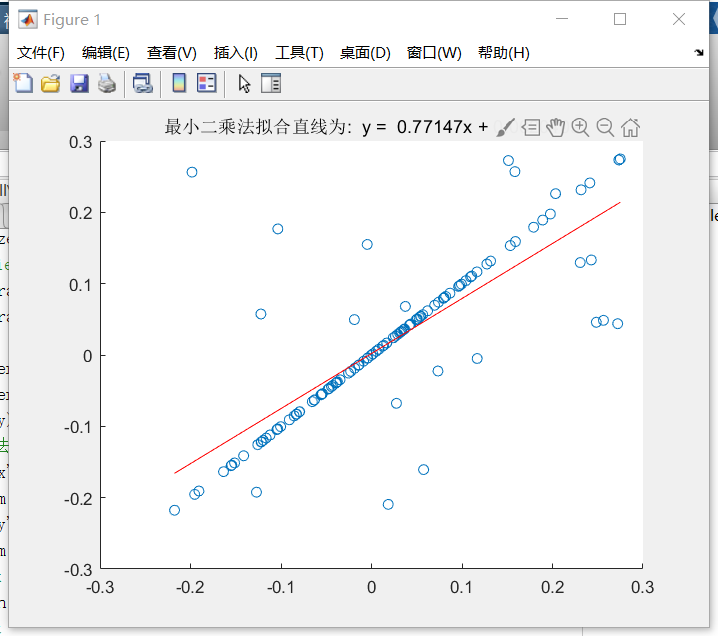 Figure 1
文件(F) 编辑(E) 查看(V) 插入(I) 工具(T) 桌面(D) 窗口(W) 帮助(H)
最小二乘法拟合直线为: y = 0.77147x +
0.3
0.2
0.1
0
-0.1
-0.2
-0.3
-0.3 -0.2 -0.1 0 0.1 0.2 0.3